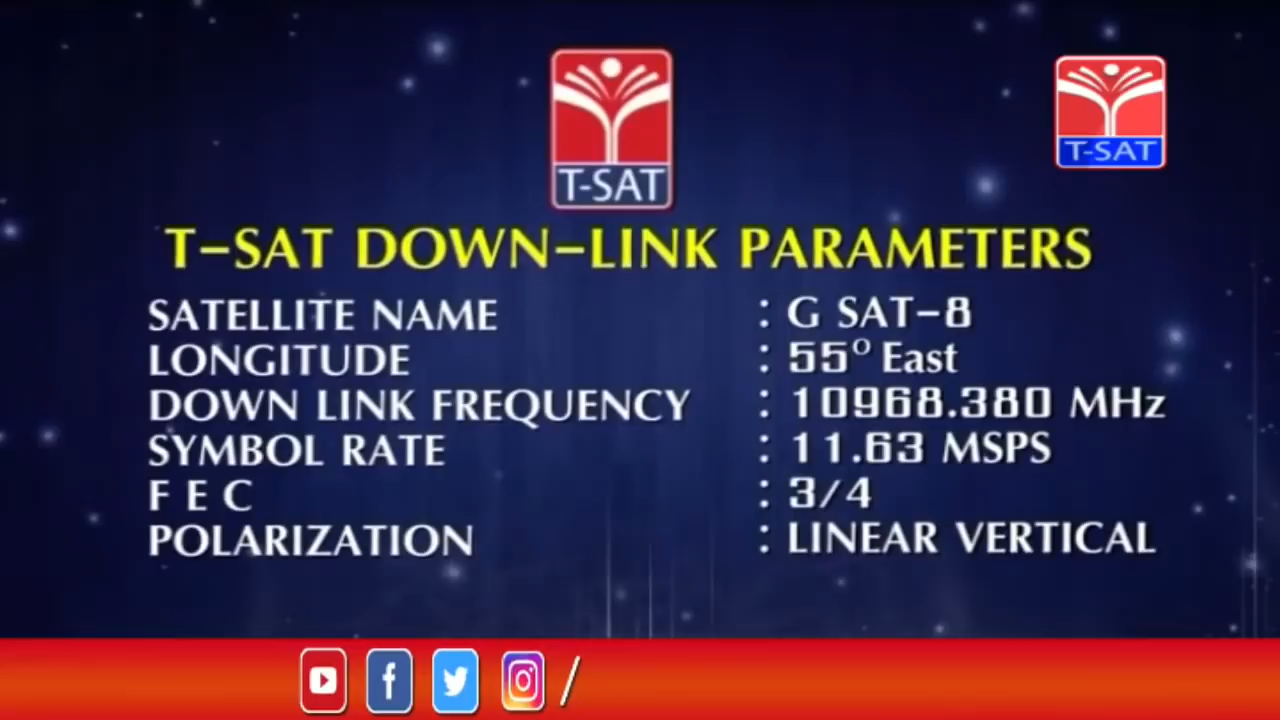 T-SAT
T-SAT
T-SAT DOWN-LINK PARAMETERS
SATELLITE NAME : G SAT-8
LONGITUDE : 55° East
DOWN LINK FREQUENCY : 10968.380 MHz
SYMBOL RATE : 11.63 MSPS
F E C : 3/4
POLARIZATION : LINEAR VERTICAL
/